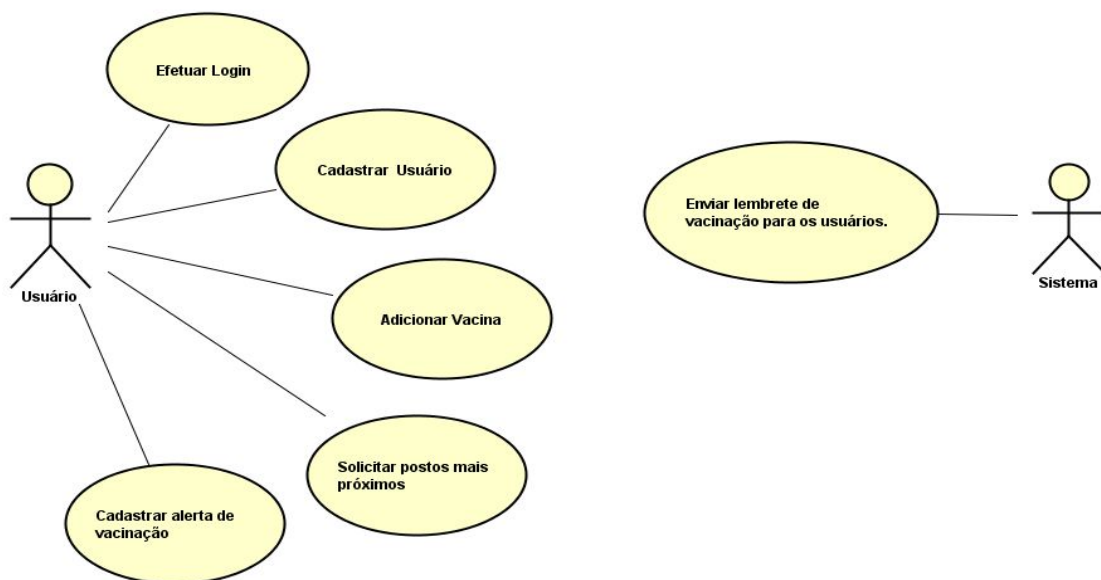 Efetuar Login
Cadastrar Usuário
Enviar lembrete de
vacinação para os usuários.
Sistema
Usuário
Adicionar Vacina
Solicitar postos mais
próximos
Cadastrar alerta de
vacinação